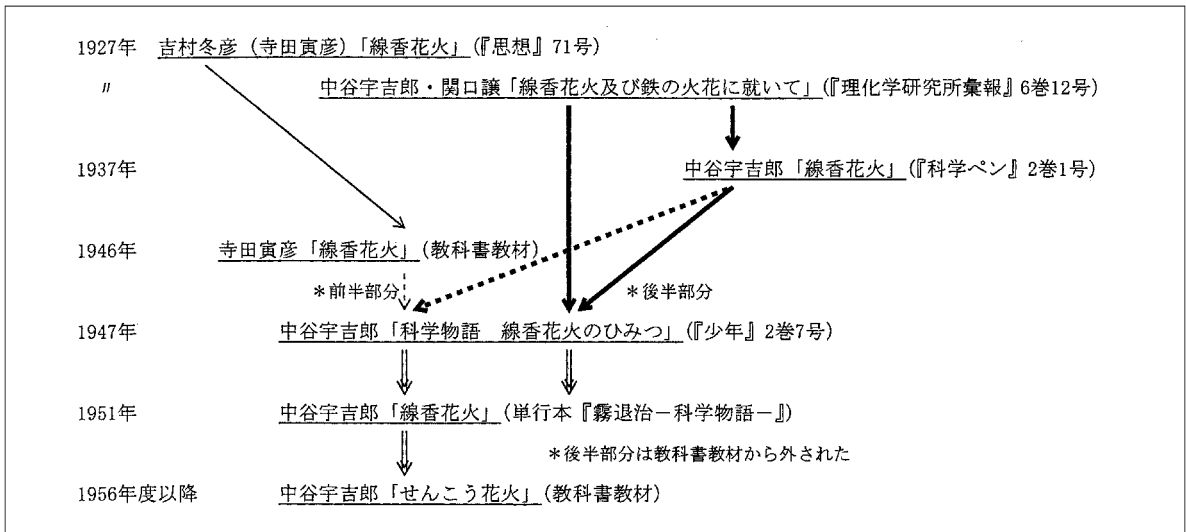 1927年 吉村冬彦（寺田寅彦）「線香花火」(『思想』71号)
〃 中谷宇吉郎・関口譲「線香花火及び鉄の火花に就いて」(『理化学研究所彙報』6巻12号)
1937年 中谷宇吉郎「線香花火」(『科学ペン』2巻1号)
1946年 寺田寅彦「線香花火」(教科書教材)
＊前半部分 ＊後半部分
1947年 中谷宇吉郎「科学物語　線香花火のひみつ」(『少年』2巻7号)
1951年 中谷宇吉郎「線香花火」(単行本『霧退治－科学物語－』)
＊後半部分は教科書教材から外された
1956年度以降 中谷宇吉郎「せんこう花火」(教科書教材)